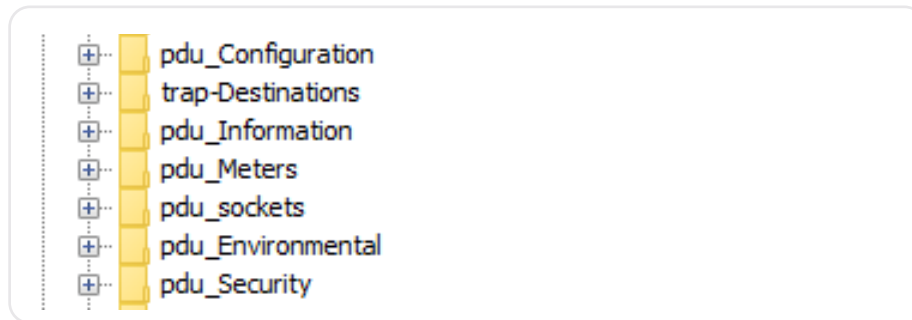 pdu_Configuration
trap-Destinations
pdu_Information
pdu_Meters
pdu_sockets
pdu_Environmental
pdu_Security